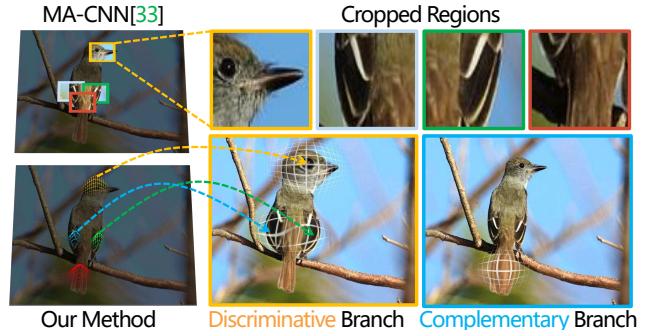 MA-CNN[33]
Cropped Regions
Our Method
Discriminative Branch
Complementary Branch